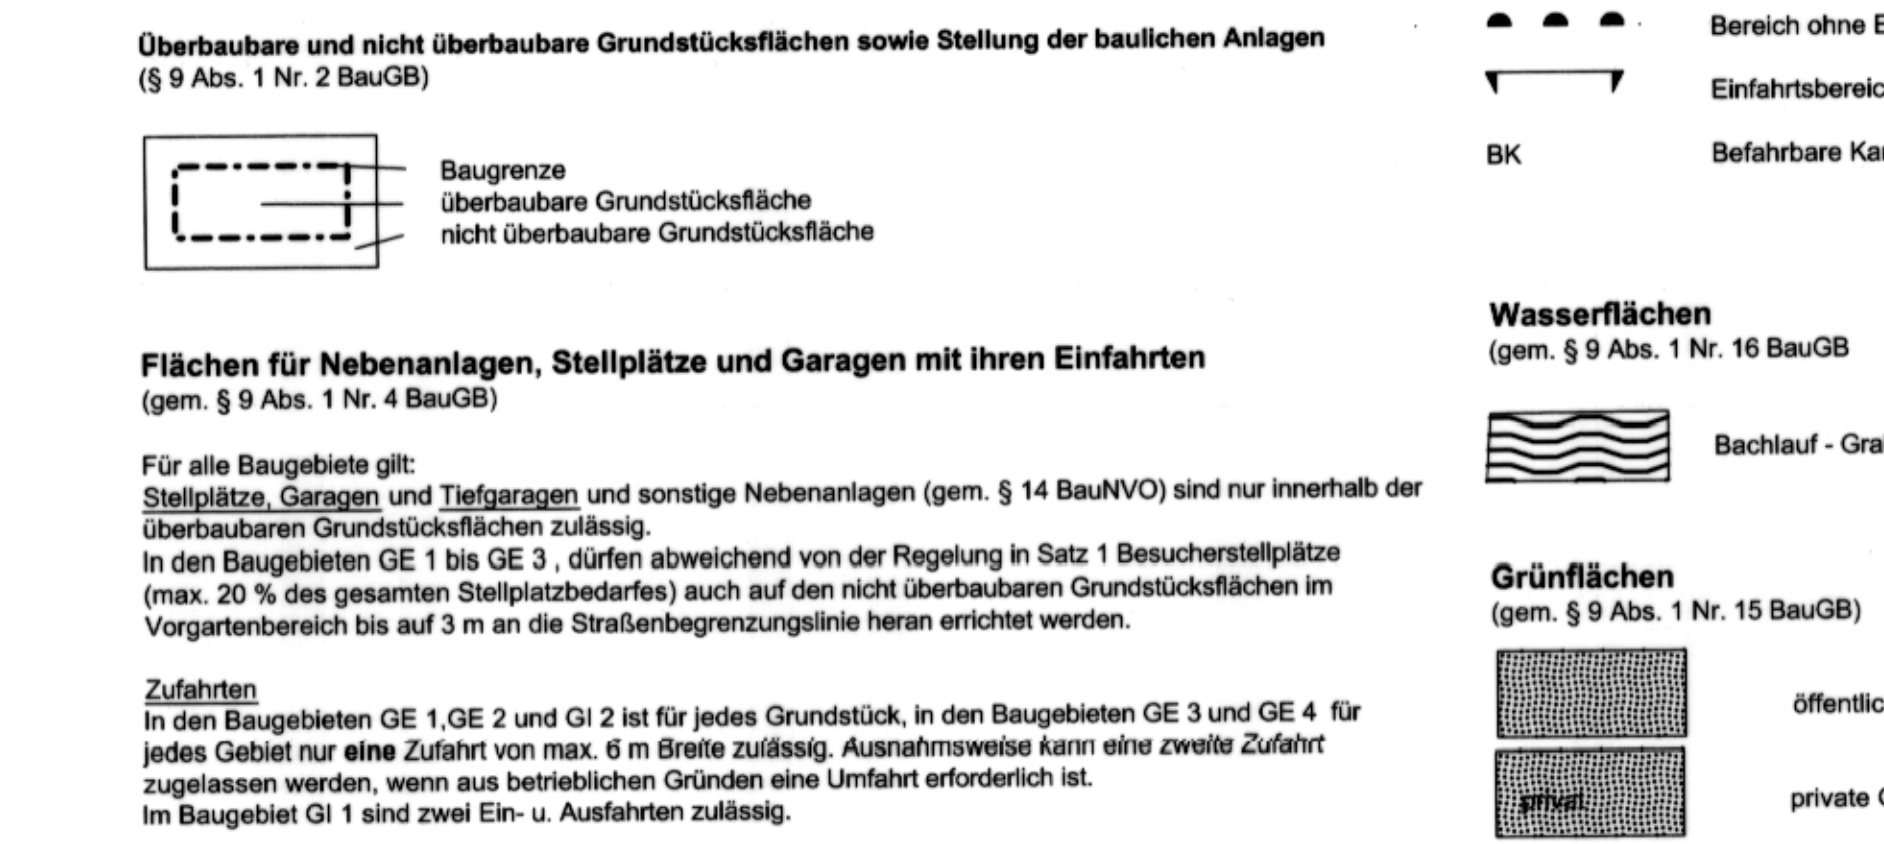 Überbaubare und nicht überbaubare Grundstücksflächen sowie Stellung der baulichen Anlagen
(§ 9 Abs. 1 Nr. 2 BauGB)
Baugrenze
überbaubare Grundstücksfläche
nicht überbaubare Grundstücksfläche
Flächen für Nebenanlagen, Stellplätze und Garagen mit ihren Einfahrten
(gem. § 9 Abs. 1 Nr. 4 BauGB)
Für alle Baugebiete gilt:
Stellplätze, Garagen und Tiefgaragen und sonstige Nebenanlagen (gem. § 14 BauNVO) sind nur innerhalb der
überbaubaren Grundstücksflächen zulässig.
In den Baugebieten GE 1 bis GE 3 , dürfen abweichend von der Regelung in Satz 1 Besucherstellplätze
(max. 20 % des gesamten Stellplatzbedarfes) auch auf den nicht überbaubaren Grundstücksflächen im
Vorgartenbereich bis auf 3 m an die Straßenbegrenzungslinie heran errichtet werden.
Zufahrten
In den Baugebieten GE 1,GE 2 und GI 2 ist für jedes Grundstück, in den Baugebieten GE 3 und GE 4 für
jedes Gebiet nur eine Zufahrt von max. 6 m Breite zulässig. Ausnahmsweise kann eine zweite Zufahrt
zugelassen werden, wenn aus betrieblichen Gründen eine Umfahrt erforderlich ist.
Im Baugebiet GI 1 sind zwei Ein- u. Ausfahrten zulässig.
Bereich ohne E
Einfahrtsbereic
BK Befahrbare Kar
Wasserflächen
(gem. § 9 Abs. 1 Nr. 16 BauGB
Bachlauf - Gra
Grünflächen
(gem. § 9 Abs. 1 Nr. 15 BauGB)
öffentlic
privat private G